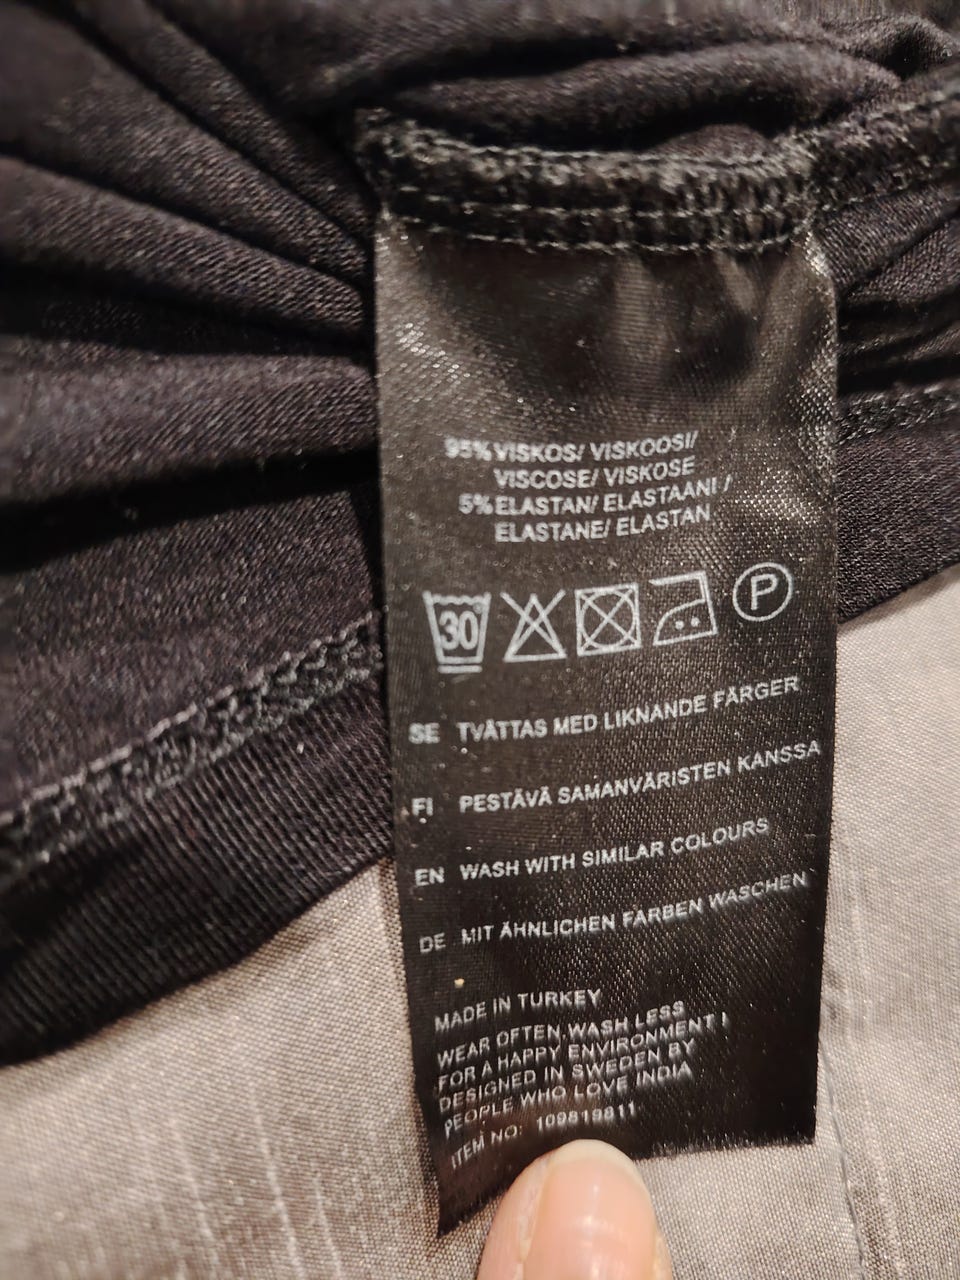 95% VISKOS/ VISKOOSI/
VISCOSE/ VISKOSE
5% ELASTAN/ ELASTAANI /
ELASTANE/ ELASTAN
30 P
SE TVÄTTAS MED LIKNANDE FÄRGER
FI PESTÄVÄ SAMANVÄRISTEN KANSSA
EN WASH WITH SIMILAR COLOURS
DE MIT ÄHNLICHEN FARBEN WASCHEN
MADE IN TURKEY
WEAR OFTEN WASH LESS
FOR A HAPPY ENVIRONMENT !
DESIGNED IN SWEDEN BY
PEOPLE WHO LOVE INDIA
ITEM NO: 109819811